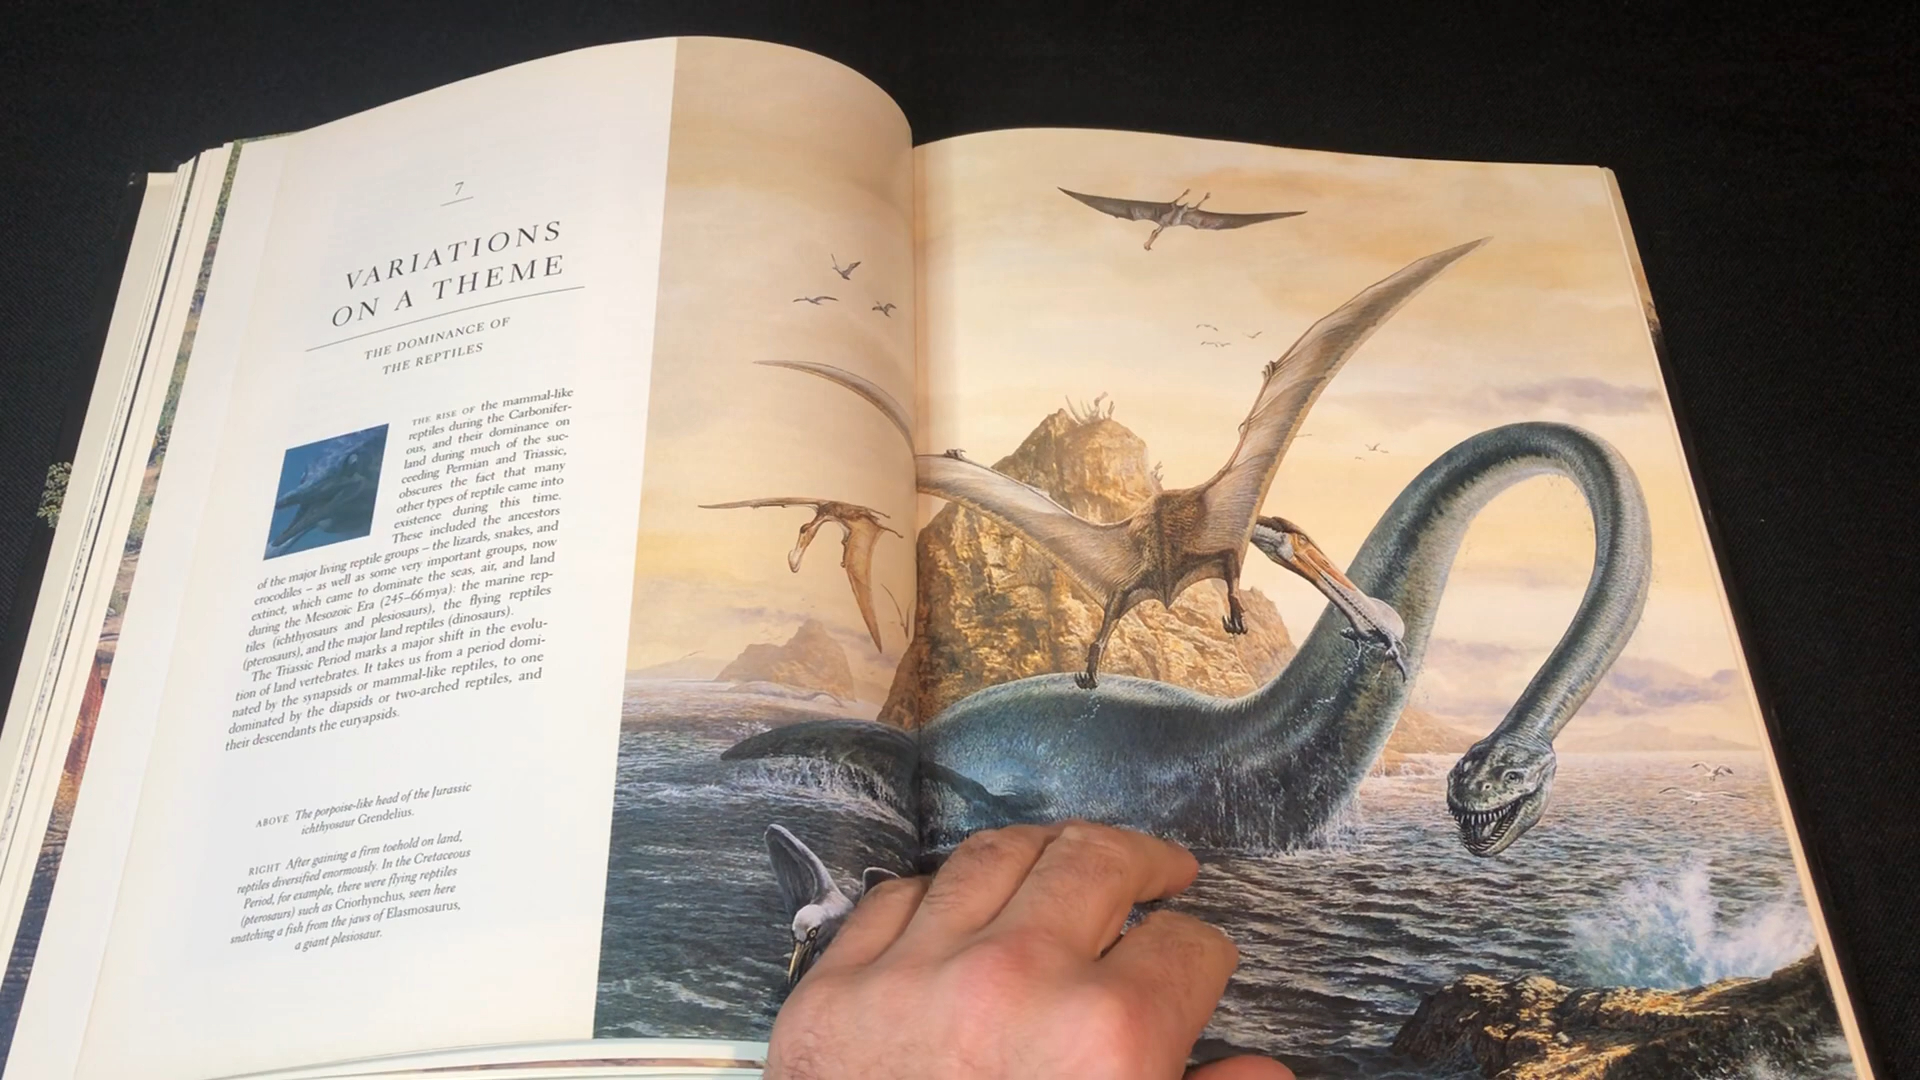 7
VARIATIONS
ON A THEME
THE DOMINANCE OF
THE REPTILES
THE RISE OF the mammal-like
reptiles during the Carbonifer-
ous, and their dominance on
land during much of the suc-
ceeding Permian and Triassic,
obscures the fact that many
other types of reptile came into
existence during this time.
These included the ancestors
of the major living reptile groups – the lizards, snakes, and
crocodiles – as well as some very important groups, now
extinct, which came to dominate the seas, air, and land
during the Mesozoic Era (245–66mya): the marine rep-
tiles (ichthyosaurs and plesiosaurs), the flying reptiles
(pterosaurs), and the major land reptiles (dinosaurs).
The Triassic Period marks a major shift in the evolu-
tion of land vertebrates. It takes us from a period domi-
nated by the synapsids or mammal-like reptiles, to one
dominated by the diapsids or two-arched reptiles, and
their descendants the euryapsids.
ABOVE The porpoise-like head of the Jurassic
ichthyosaur Grendelius.
RIGHT After gaining a firm toehold on land,
reptiles diversified enormously. In the Cretaceous
Period, for example, there were flying reptiles
(pterosaurs) such as Criorhynchus, seen here
snatching a fish from the jaws of Elasmosaurus,
a giant plesiosaur.